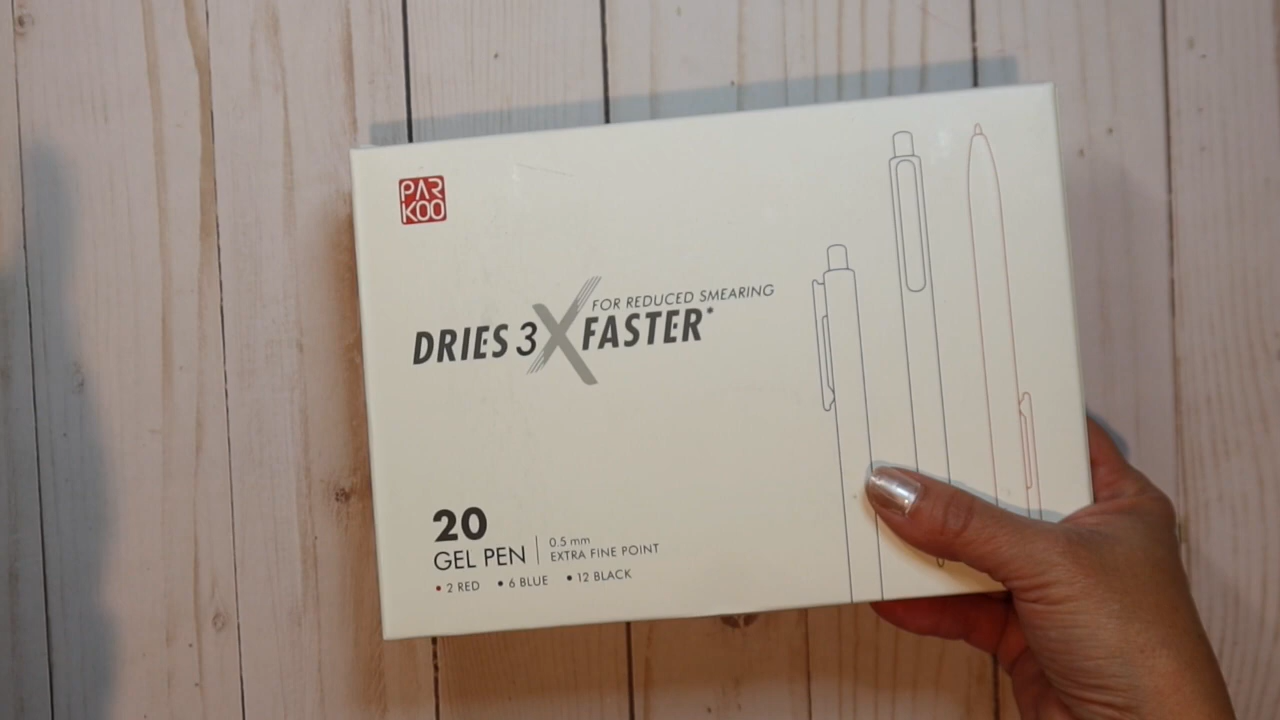 PAR
KOO
FOR REDUCED SMEARING
DRIES 3X FASTER*
20
GEL PEN
0.5 mm
EXTRA FINE POINT
• 2 RED • 6 BLUE • 12 BLACK